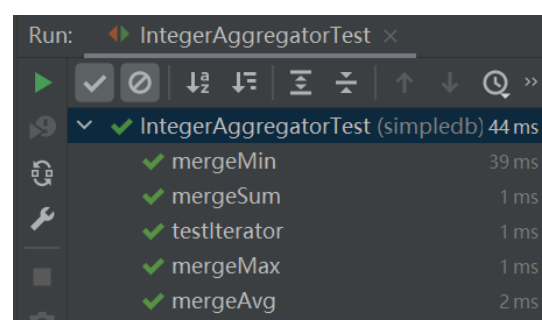 Run: IntegerAggregatorTest ×
IntegerAggregatorTest (simpledb) 44 ms
mergeMin 39 ms
mergeSum 1 ms
testIterator 1 ms
mergeMax 1 ms
mergeAvg 2 ms